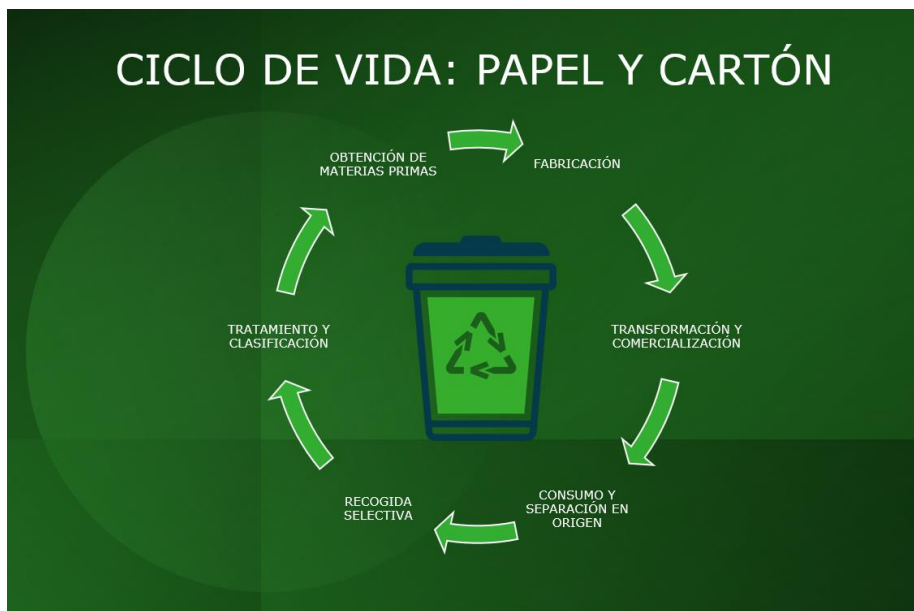 CICLO DE VIDA: PAPEL Y CARTÓN
OBTENCIÓN DE
MATERIAS PRIMAS
FABRICACIÓN
TRANSFORMACIÓN Y
COMERCIALIZACIÓN
CONSUMO Y
SEPARACIÓN EN
ORIGEN
RECOGIDA
SELECTIVA
TRATAMIENTO Y
CLASIFICACIÓN